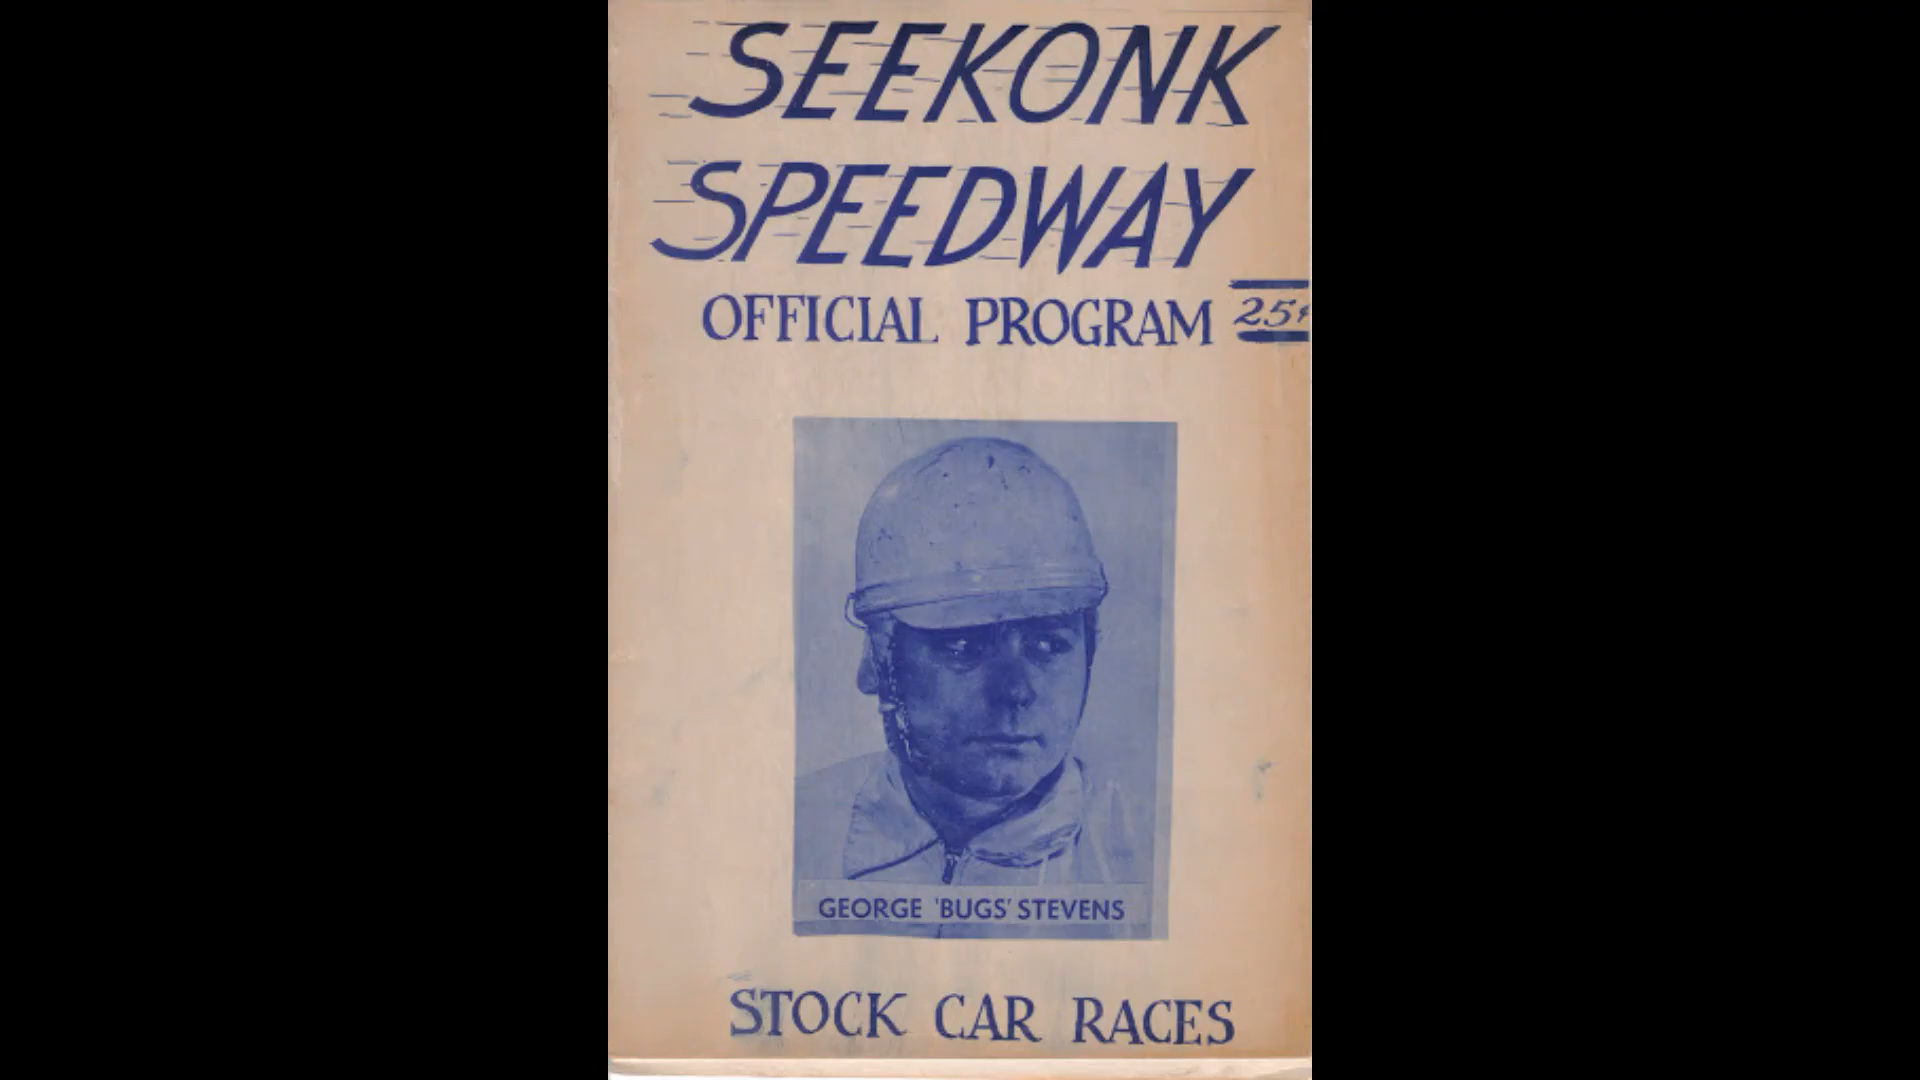 SEEKONK
SPEEDWAY
OFFICIAL PROGRAM 25¢
GEORGE 'BUGS' STEVENS
STOCK CAR RACES